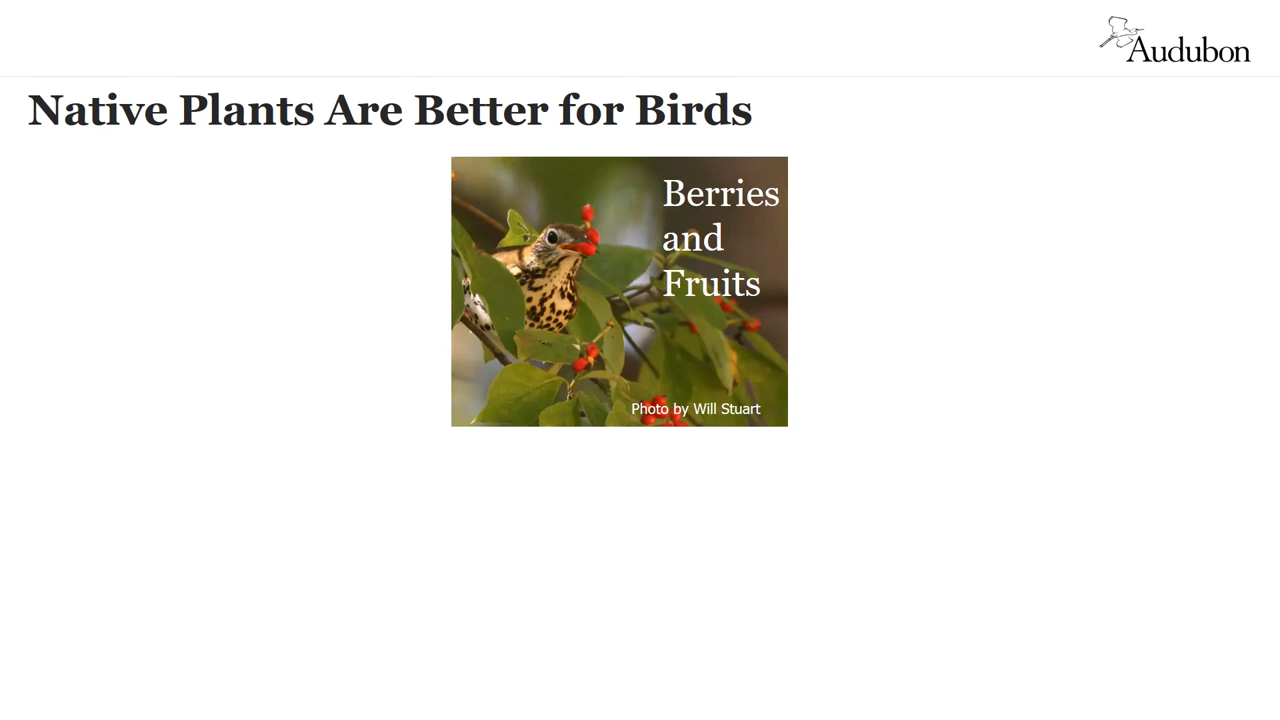 Audubon
Native Plants Are Better for Birds
Berries
and
Fruits
Photo by Will Stuart